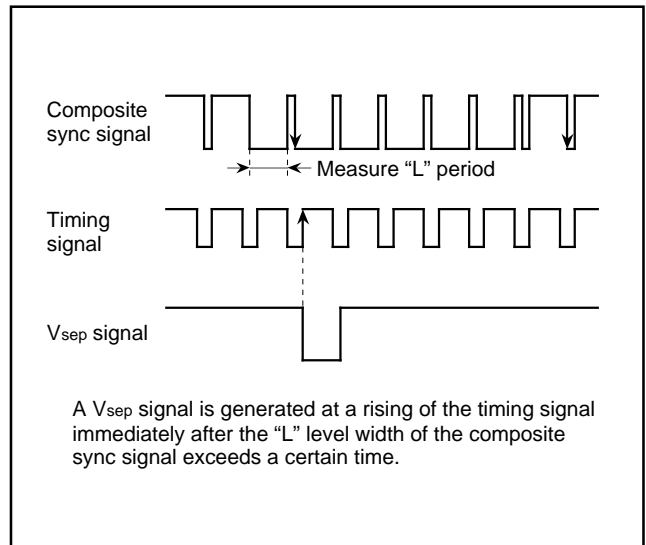 Composite
sync signal
Measure “L” period
Timing
signal
Vsep signal
A Vsep signal is generated at a rising of the timing signal
immediately after the “L” level width of the composite
sync signal exceeds a certain time.